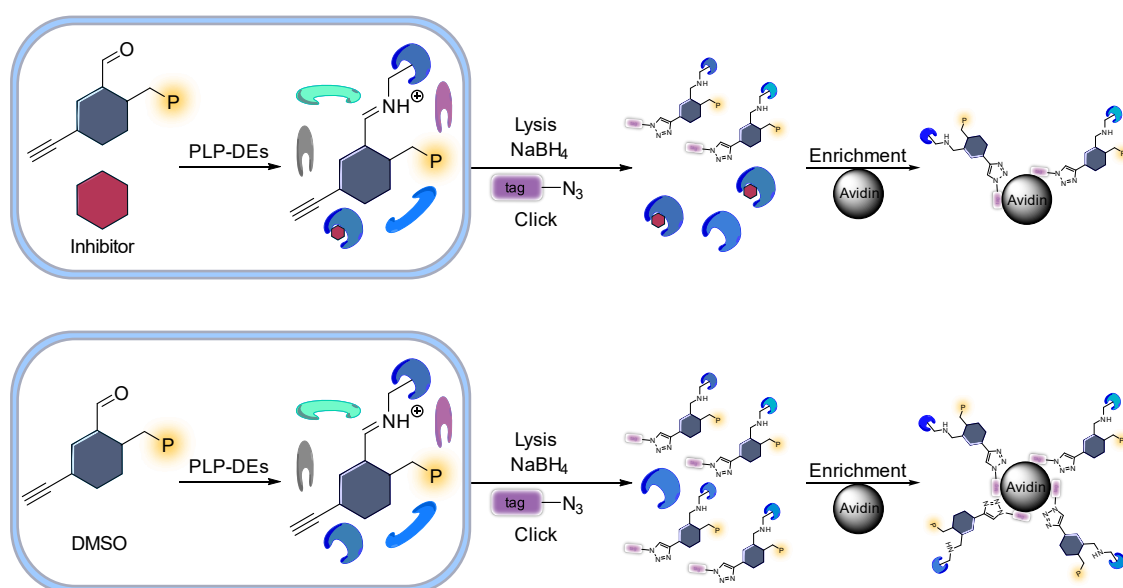 O
P
Inhibitor
PLP-DEs
NH ⊕
P
Lysis
NaBH₄
tag N₃
Click
NH
P
N N N
NH
P
N N N
Enrichment
Avidin
P
H
N
N N N
NH
P
N N N
Avidin
O
P
DMSO
PLP-DEs
NH ⊕
P
Lysis
NaBH₄
tag N₃
Click
NH
P
N N N
NH
P
N N N
NH
P
N N N
NH
P
N N N
Enrichment
Avidin
P
H
N
N N N
NH
P
N N N
Avidin
N N N
P
NH
N N N
HN
P